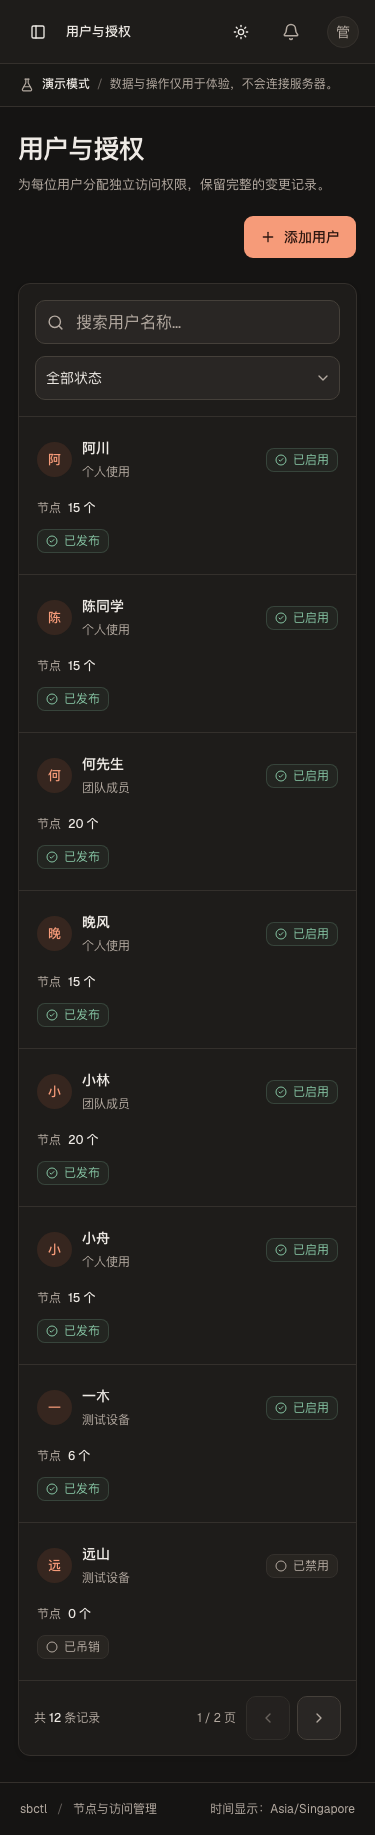 用户与授权
管
演示模式 / 数据与操作仅用于体验，不会连接服务器。
用户与授权
为每位用户分配独立访问权限，保留完整的变更记录。
+ 添加用户
搜索用户名称...
全部状态
阿
阿川
个人使用
已启用
节点 15 个
已发布
陈
陈同学
个人使用
已启用
节点 15 个
已发布
何
何先生
团队成员
已启用
节点 20 个
已发布
晚
晚风
个人使用
已启用
节点 15 个
已发布
小
小林
团队成员
已启用
节点 20 个
已发布
小
小舟
个人使用
已启用
节点 15 个
已发布
一
一木
测试设备
已启用
节点 6 个
已发布
远
远山
测试设备
已禁用
节点 0 个
已吊销
共 12 条记录
1 / 2 页
sbctl / 节点与访问管理
时间显示：Asia/Singapore